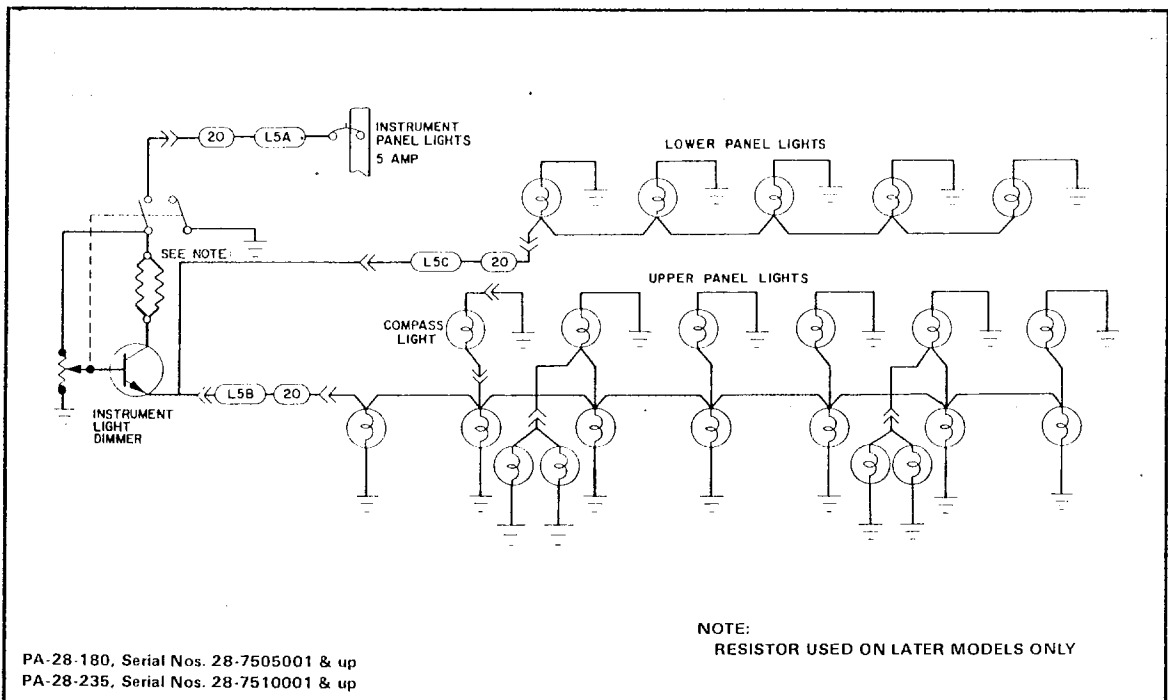 20
L5A
INSTRUMENT
PANEL LIGHTS
5 AMP
LOWER PANEL LIGHTS
SEE NOTE:
L5C
20
UPPER PANEL LIGHTS
COMPASS
LIGHT
L5B
20
INSTRUMENT
LIGHT
DIMMER
NOTE:
RESISTOR USED ON LATER MODELS ONLY
PA-28-180, Serial Nos. 28-7505001 & up
PA-28-235, Serial Nos. 28-7510001 & up